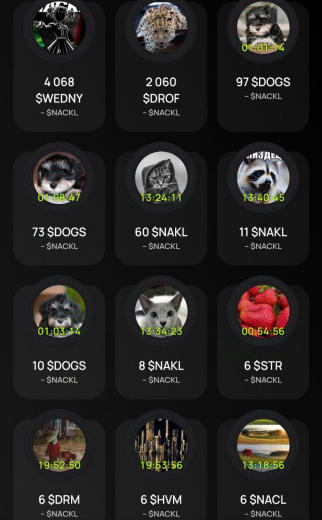 4 068
$WEDNY
– $NACKL
2 060
$DROF
– $NACKL
01:01:14
97 $DOGS
– $NACKL
73 $DOGS
– $NACKL
13:24:11
60 $NAKL
– $NACKL
13:40:45
11 $NAKL
– $NACKL
01:03:14
10 $DOGS
– $NACKL
13:34:23
8 $NAKL
– $NACKL
00:54:56
6 $STR
– $NACKL
19:52:50
6 $DRM
– $NACKL
19:53:56
6 $HVM
– $NACKL
13:18:56
6 $NACL
– $NACKL